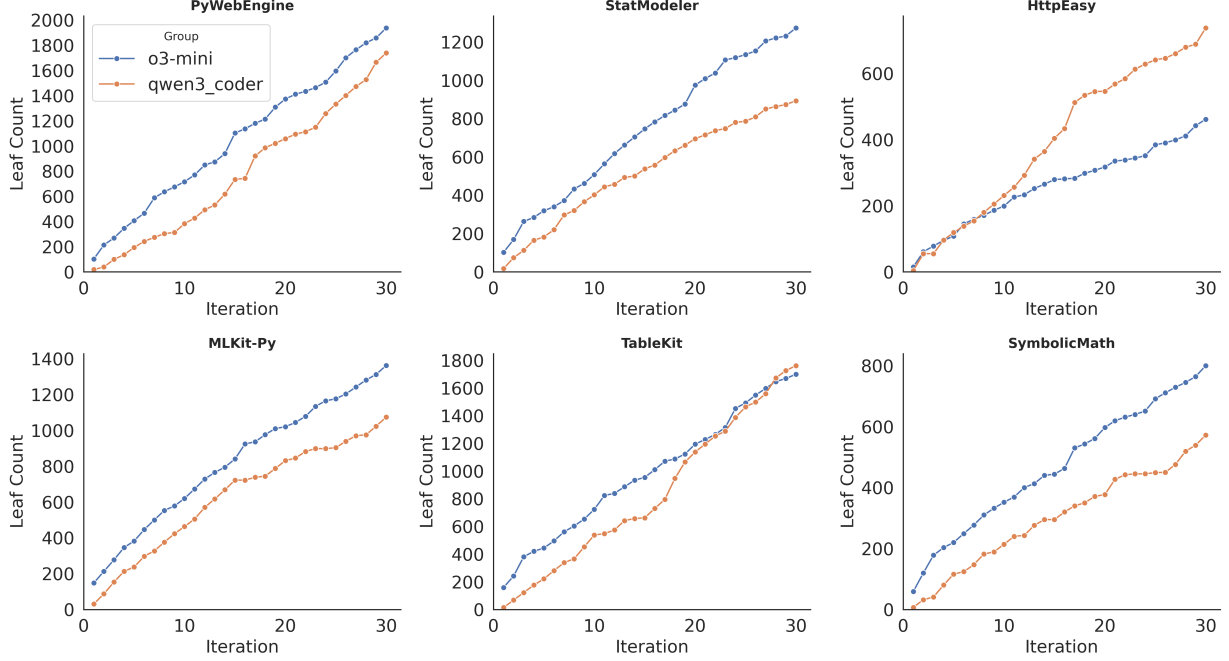 PyWebEngine
Leaf Count
2000
1800
1600
1400
1200
1000
800
600
400
200
0
Group
o3-mini
qwen3_coder
0 10 20 30
Iteration
StatModeler
Leaf Count
1200
1000
800
600
400
200
0
0 10 20 30
Iteration
HttpEasy
Leaf Count
600
400
200
0
0 10 20 30
Iteration
MLKit-Py
Leaf Count
1400
1200
1000
800
600
400
200
0
0 10 20 30
Iteration
TableKit
Leaf Count
1800
1600
1400
1200
1000
800
600
400
200
0
0 10 20 30
Iteration
SymbolicMath
Leaf Count
800
600
400
200
0
0 10 20 30
Iteration